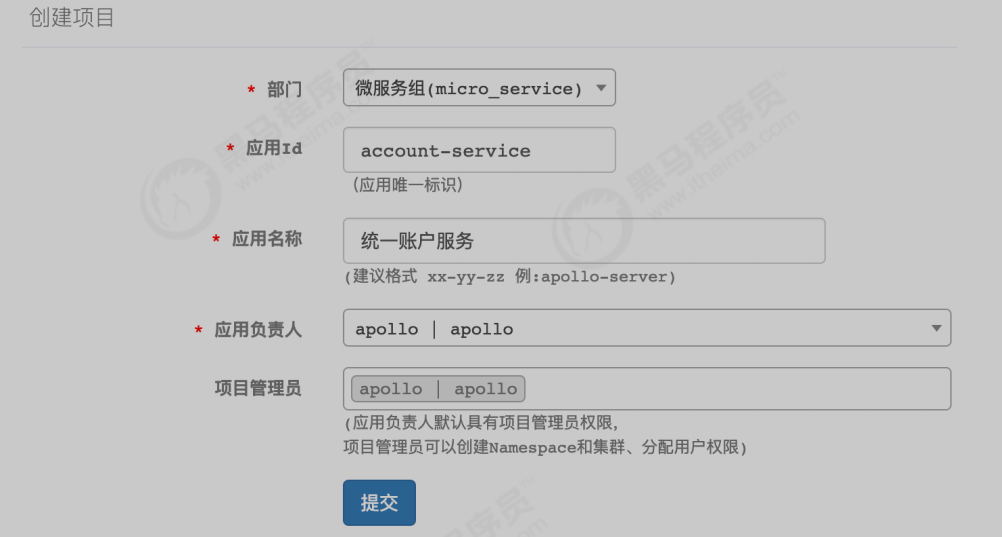 创建项目
* 部门 微服务组(micro_service)
* 应用Id account-service
(应用唯一标识)
* 应用名称 统一账户服务
(建议格式 xx-yy-zz 例:apollo-server)
* 应用负责人 apollo | apollo
项目管理员 apollo | apollo
(应用负责人默认具有项目管理员权限,
项目管理员可以创建Namespace和集群、分配用户权限)
提交
黑马程序员™
www.itheima.com
黑马程序员™
www.itheima.com